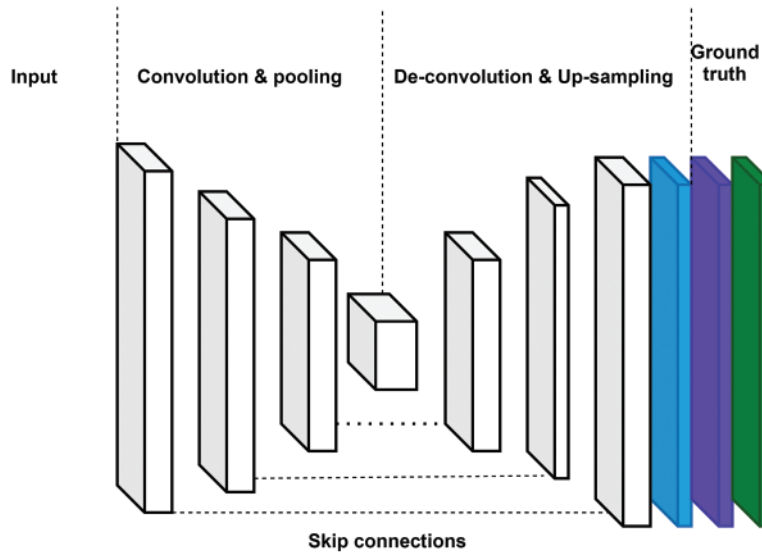 Input
Convolution & pooling
De-convolution & Up-sampling
Ground
truth
Skip connections